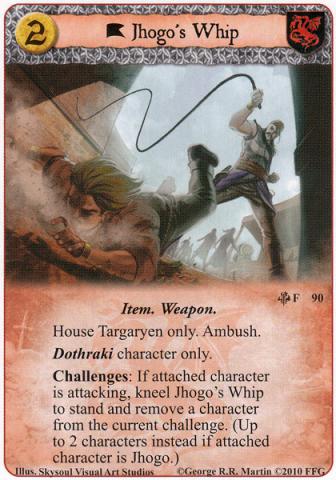 2
Jhogo's Whip
F 90
Item. Weapon.
House Targaryen only. Ambush.
Dothraki character only.
Challenges: If attached character
is attacking, kneel Jhogo's Whip
to stand and remove a character
from the current challenge. (Up
to 2 characters instead if attached
character is Jhogo.)
Illus. Skysoul Visual Art Studios ©George R.R. Martin ©2010 FFG